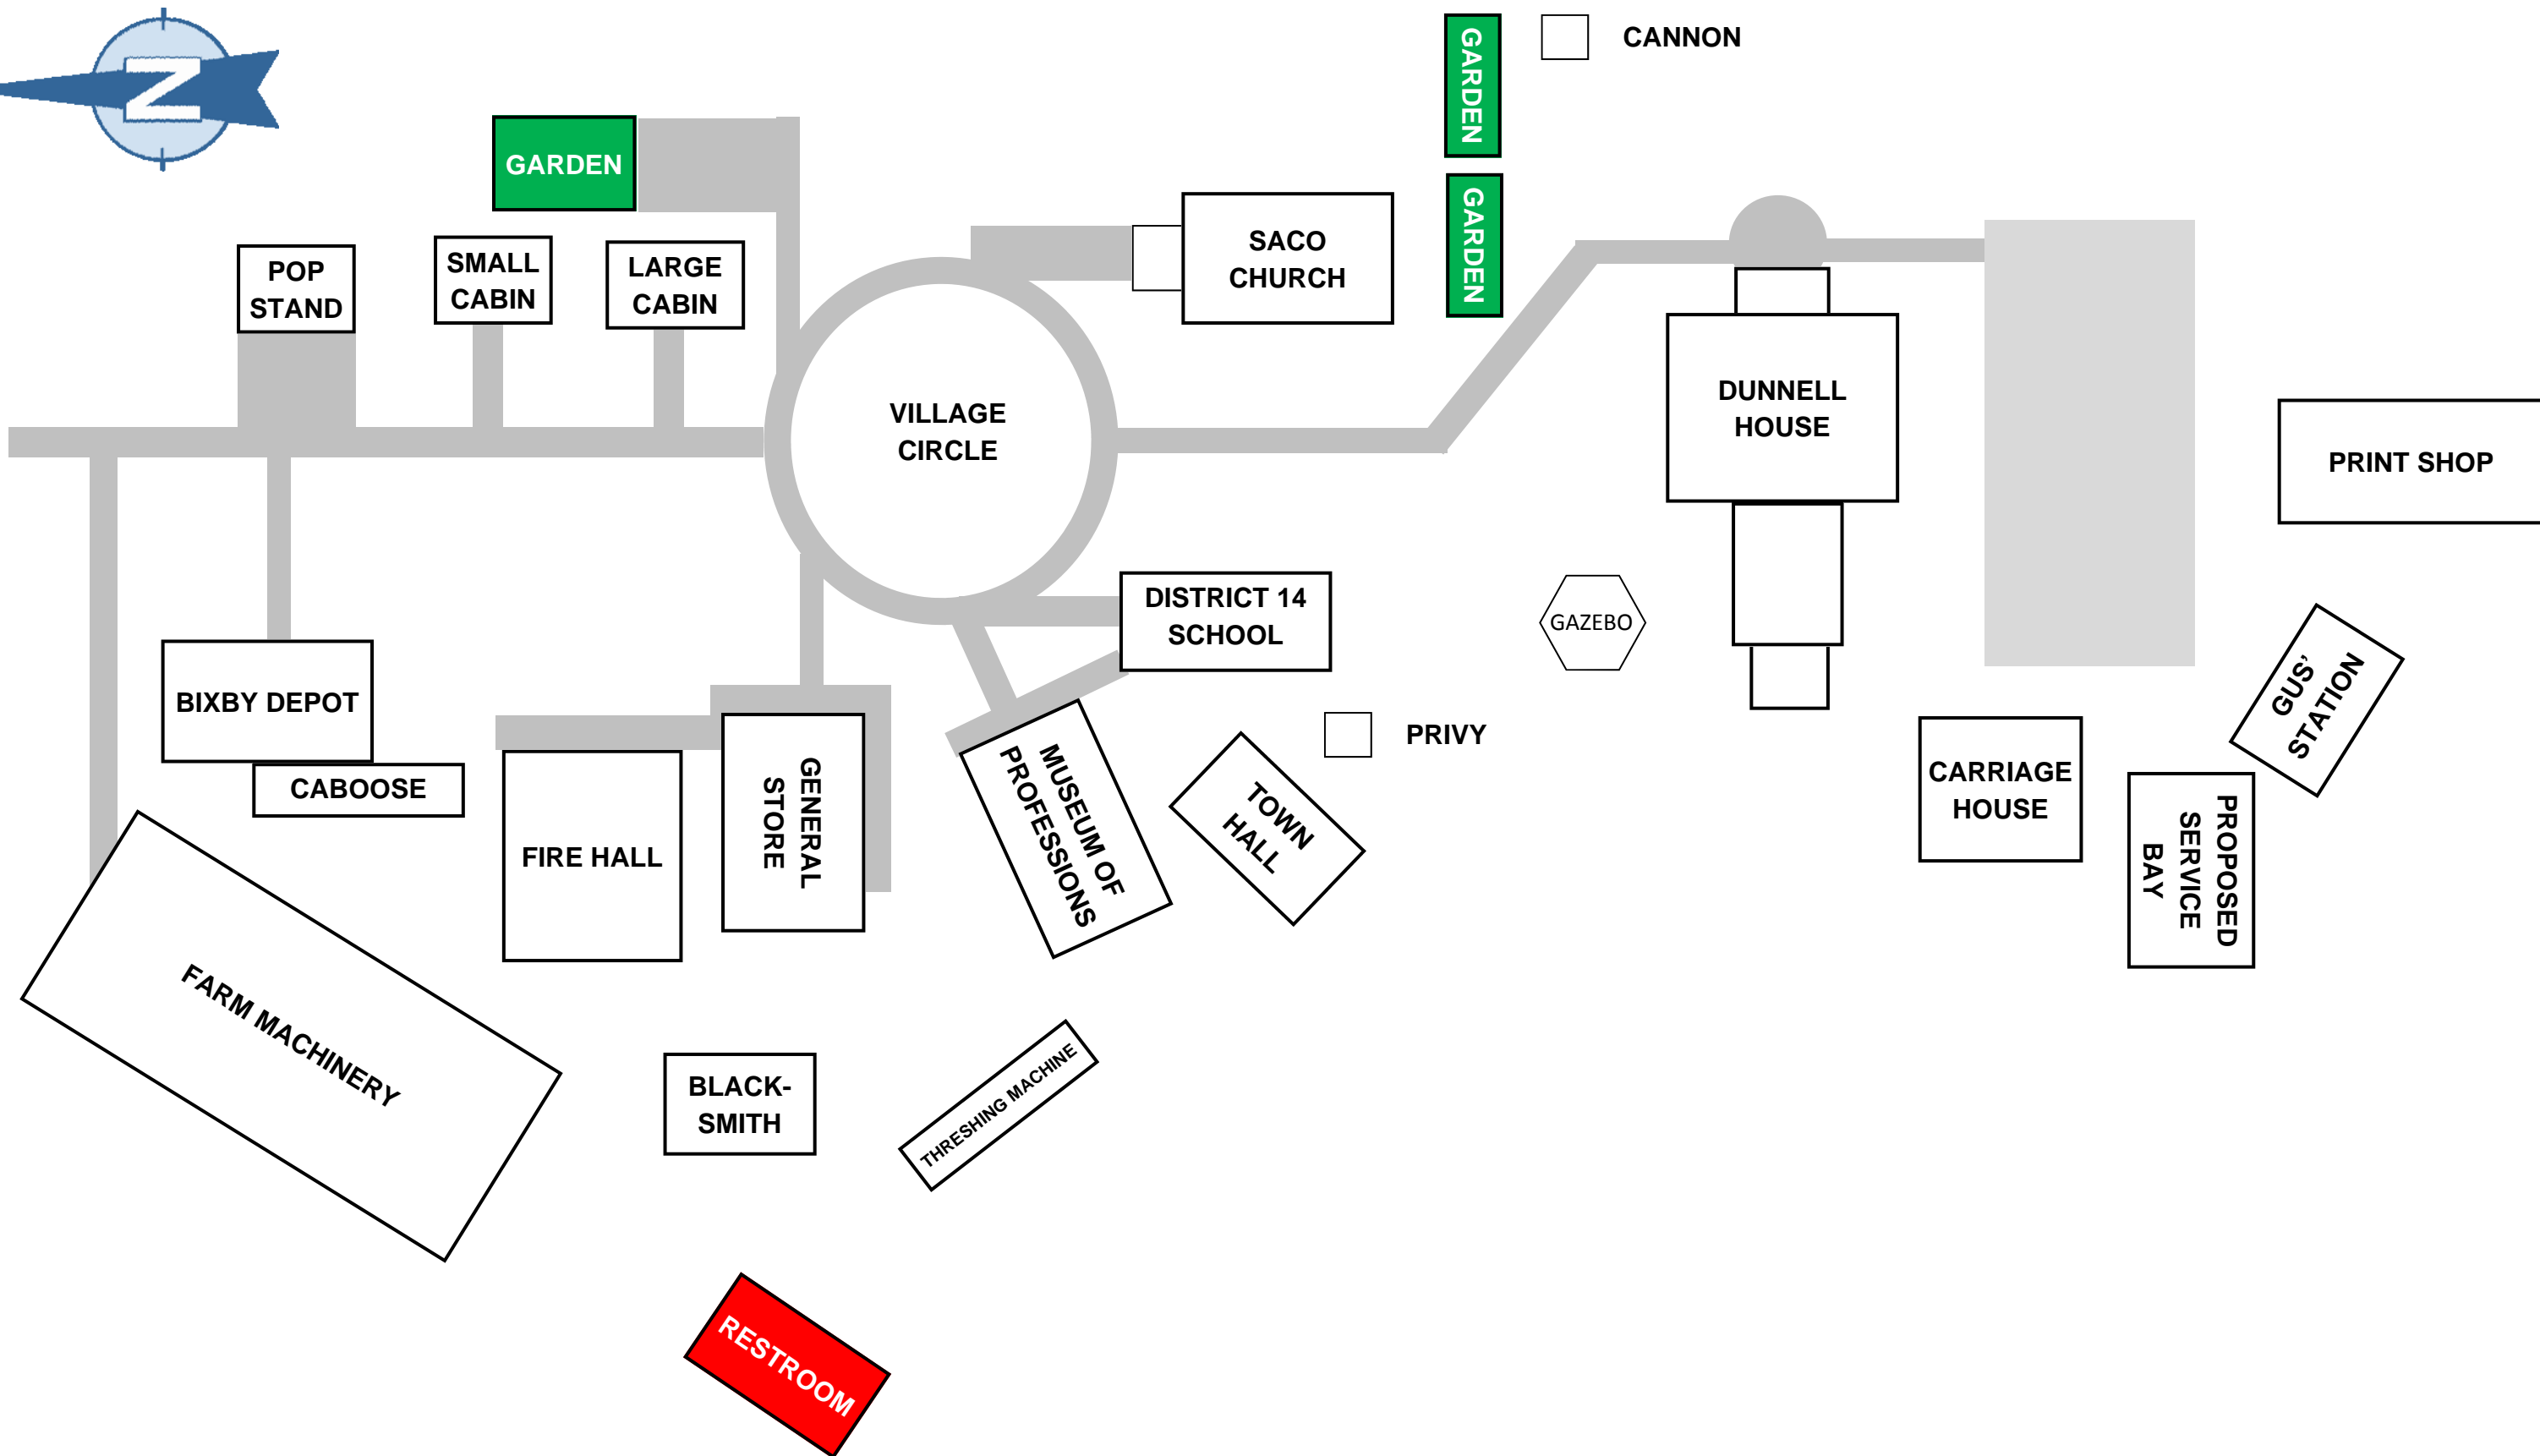 N
GARDEN
CANNON
GARDEN
GARDEN
POP
STAND
SMALL
CABIN
LARGE
CABIN
SACO
CHURCH
VILLAGE
CIRCLE
DUNNELL
HOUSE
PRINT SHOP
DISTRICT 14
SCHOOL
GAZEBO
GUS’
STATION
BIXBY DEPOT
CABOOSE
FIRE HALL
GENERAL
STORE
MUSEUM OF
PROFESSIONS
TOWN
HALL
PRIVY
CARRIAGE
HOUSE
PROPOSED
SERVICE
BAY
FARM MACHINERY
BLACK-
SMITH
THRESHING MACHINE
RESTROOM